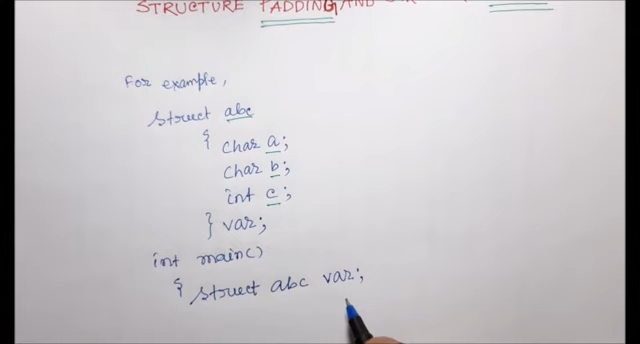 STRUCTURE PADDING AND
For example,
struct abc
{ char a;
char b;
int c;
} var;
int main()
{ struct abc var;